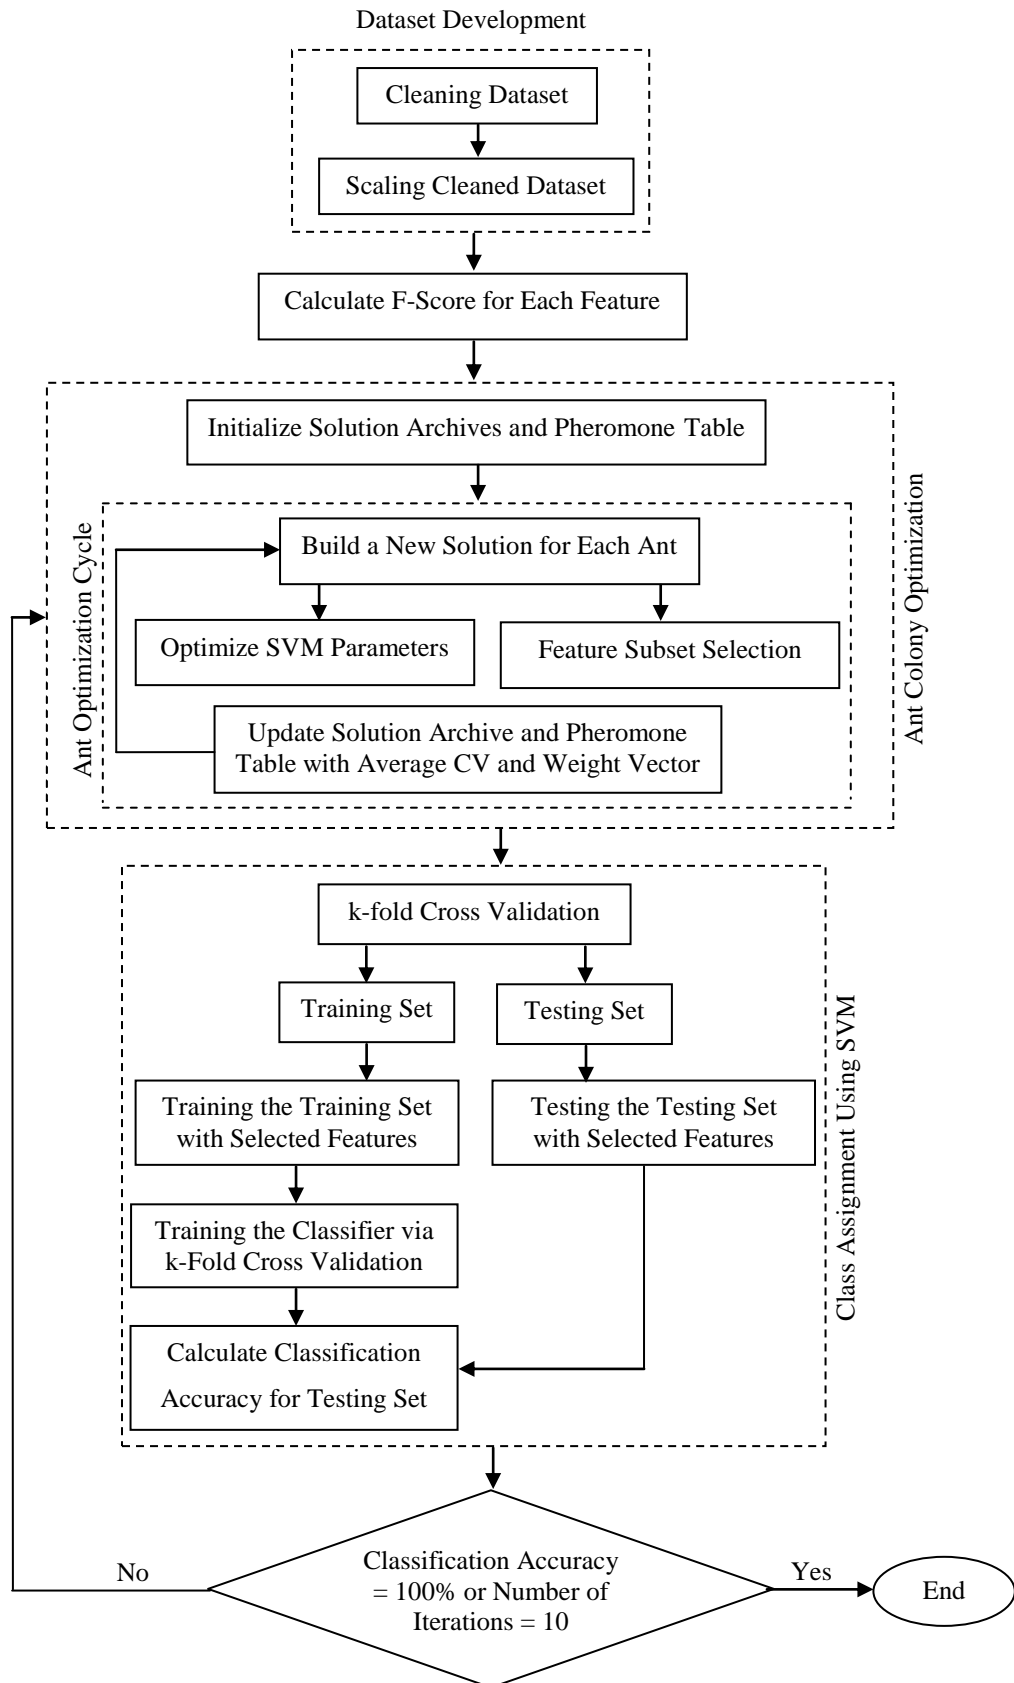 Dataset Development
Cleaning Dataset
Scaling Cleaned Dataset
Calculate F-Score for Each Feature
Initialize Solution Archives and Pheromone Table
Ant Optimization Cycle
Build a New Solution for Each Ant
Optimize SVM Parameters
Feature Subset Selection
Update Solution Archive and Pheromone
Table with Average CV and Weight Vector
Ant Colony Optimization
k-fold Cross Validation
Training Set
Testing Set
Training the Training Set
with Selected Features
Testing the Testing Set
with Selected Features
Training the Classifier via
k-Fold Cross Validation
Calculate Classification
Accuracy for Testing Set
Class Assignment Using SVM
Classification Accuracy
= 100% or Number of
Iterations = 10
No
Yes
End